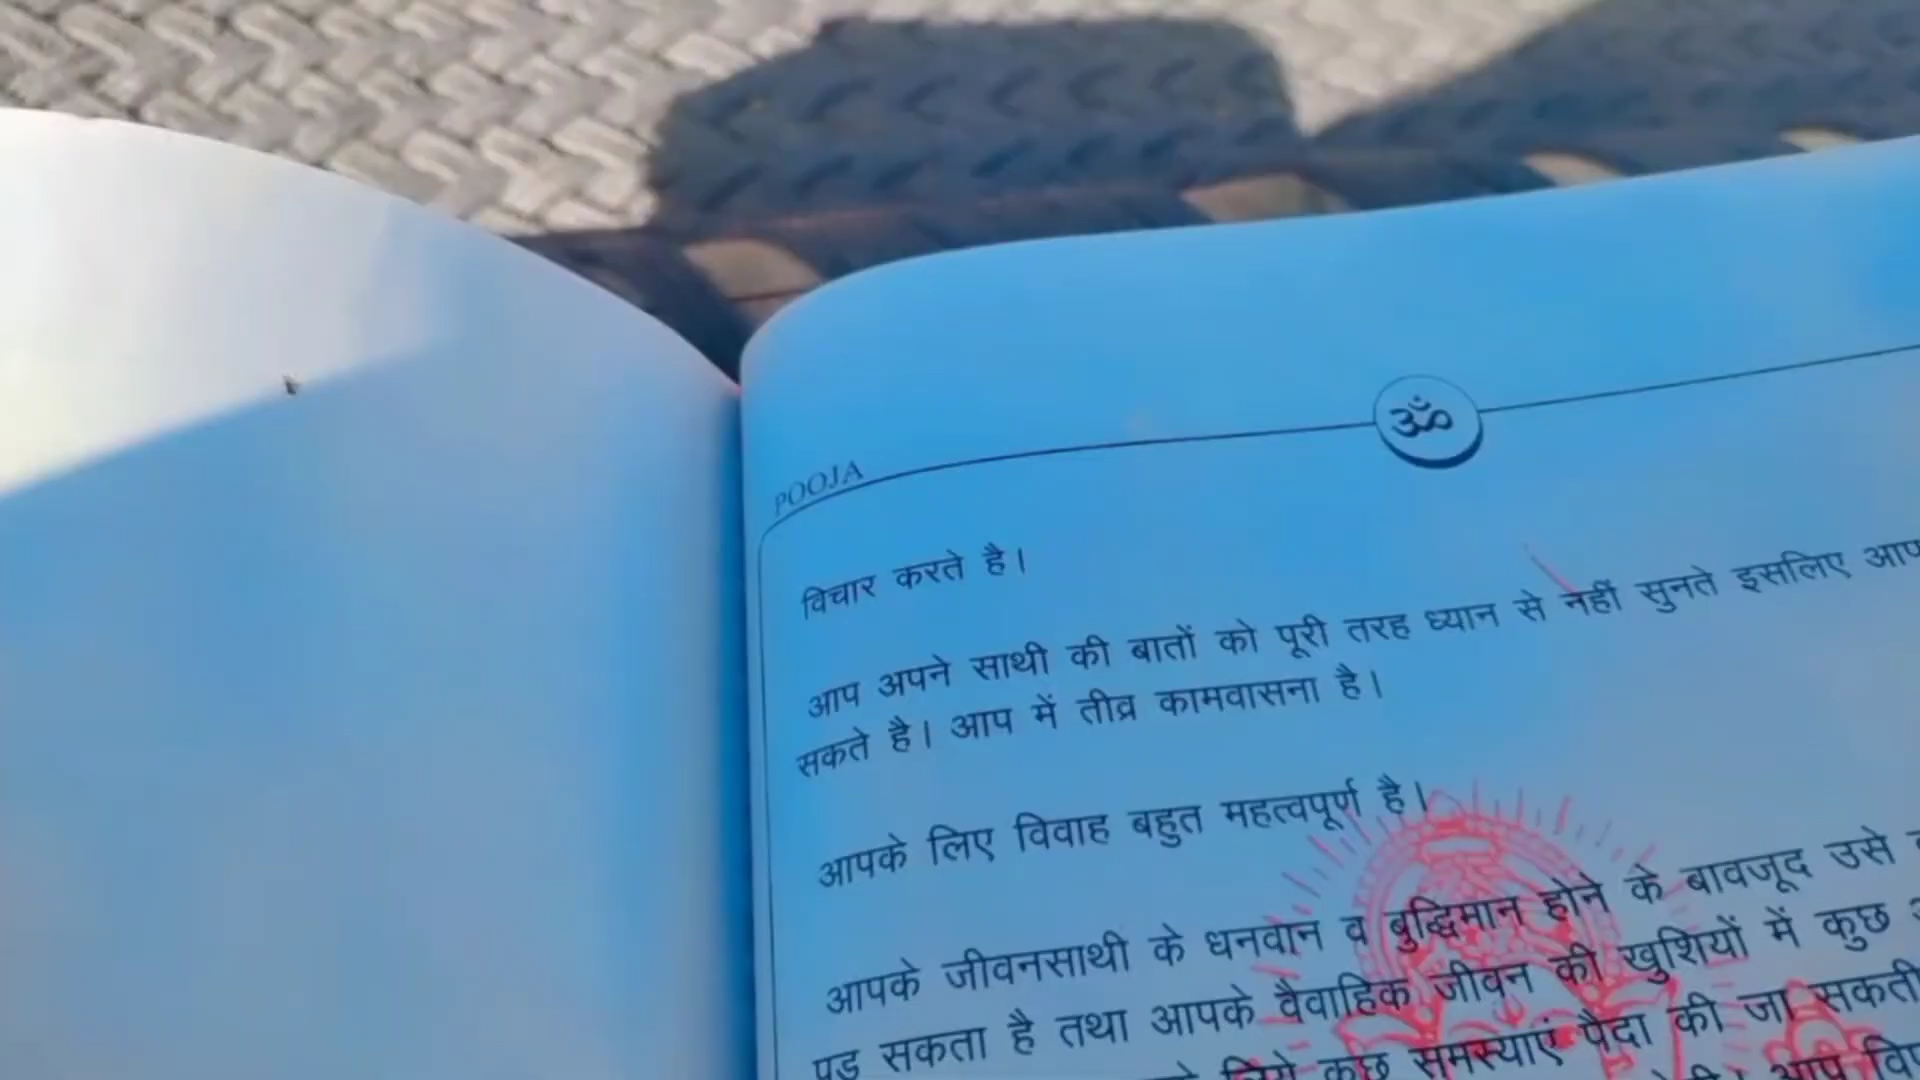 ॐ
POOJA
विचार करते है।
आप अपने साथी की बातों को पूरी तरह ध्यान से नहीं सुनते इसलिए आप
सकते है। आप में तीव्र कामवासना है।
आपके लिए विवाह बहुत महत्वपूर्ण है।
आपके जीवनसाथी के धनवान व बुद्धिमान होने के बावजूद उसे
पड़ सकता है तथा आपके वैवाहिक जीवन की खुशियों में कुछ
लिये कुछ समस्याएं पैदा की जा सकती
आप